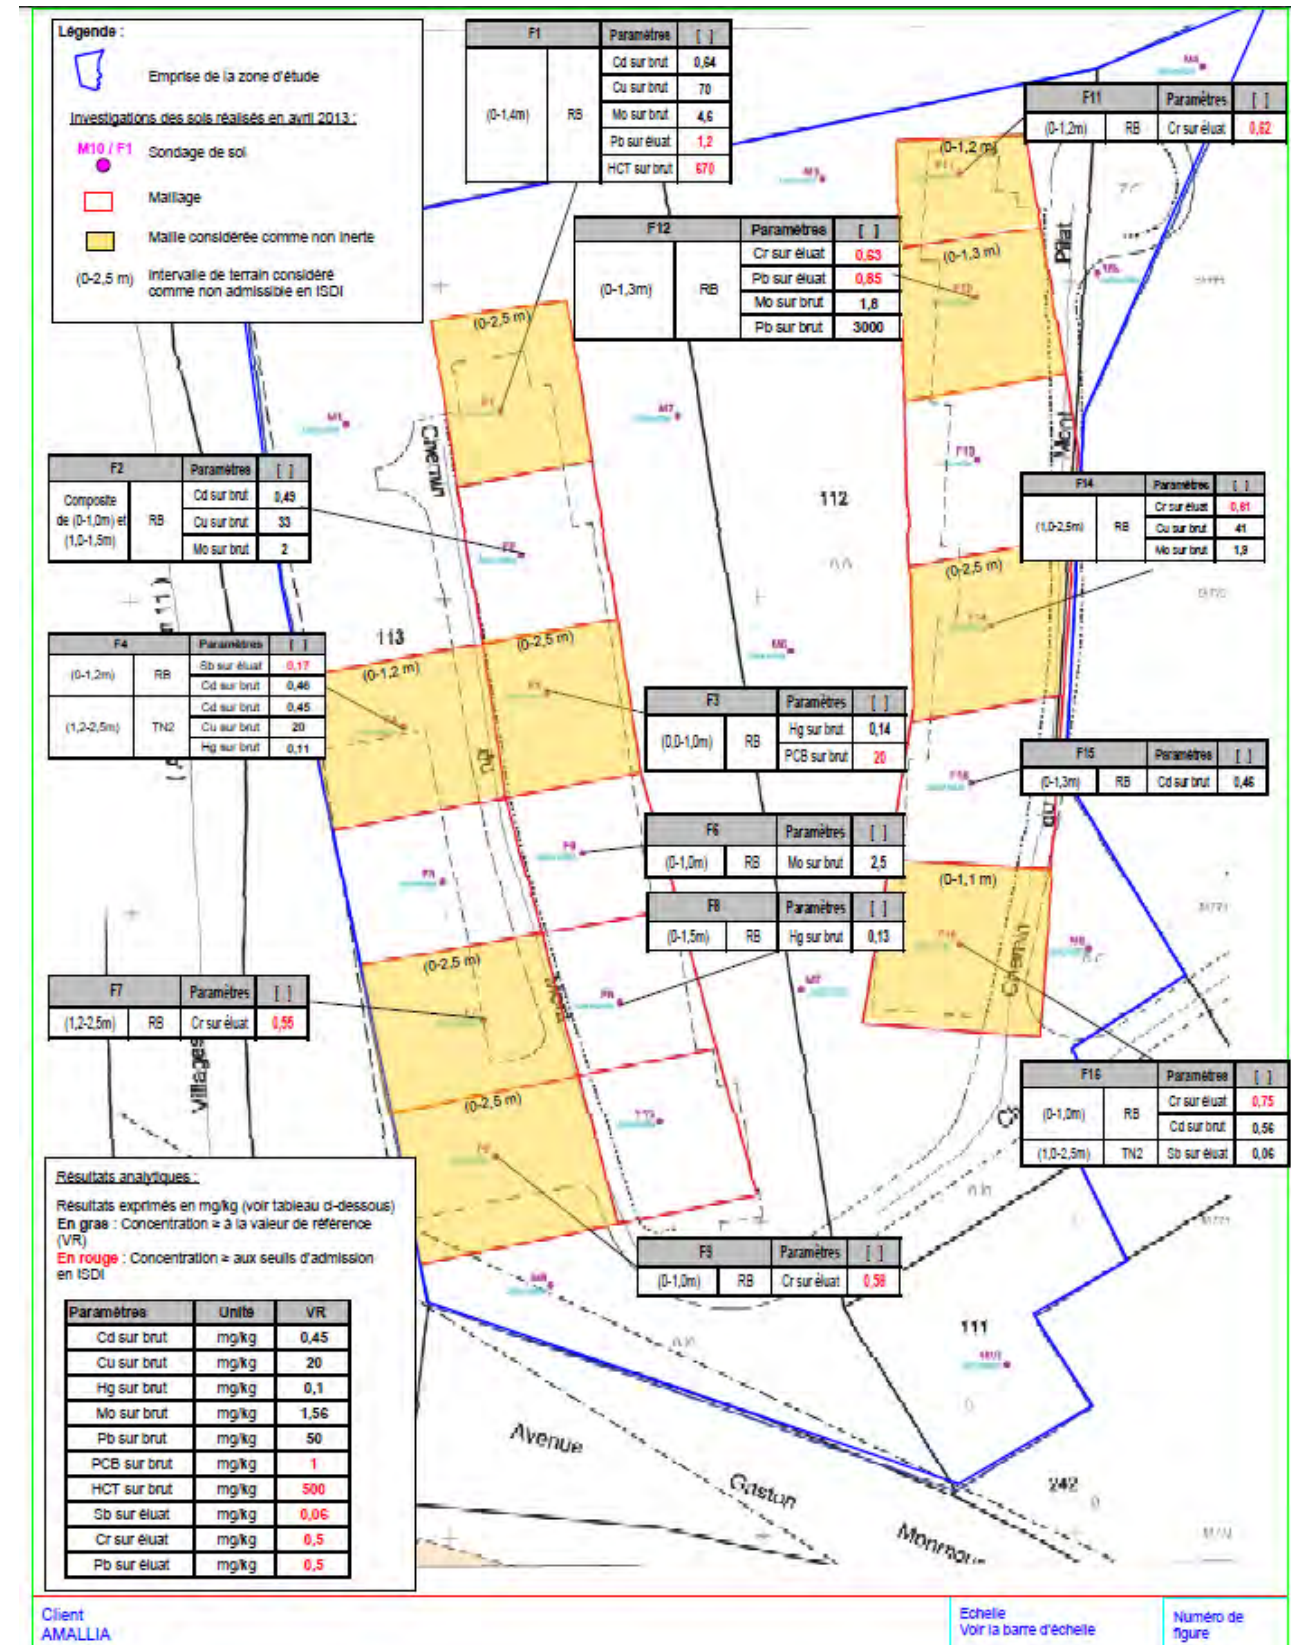 Légende :
Emprise de la zone d'étude
Investigations des sols réalisés en avril 2013 :
M10 / F1 Sondage de sol
Maillage
Maille considérée comme non inerte
(0-2,5 m) Intervalle de terrain considéré
comme non admissible en ISDI
F1 Paramètres [ ]
(0-1,4m) RB Cd sur brut 0,64
Cu sur brut 70
Mo sur brut 4,6
Pb sur éluat 1,2
HCT sur brut 670
F11 Paramètres [ ]
(0-1,2m) RB Cr sur éluat 0,62
F12 Paramètres [ ]
(0-1,3m) RB Cr sur éluat 0,63
Pb sur éluat 0,85
Mo sur brut 1,8
Pb sur brut 3000
(0-1,2 m)
(0-1,3 m)
Pilat
(0-2,5 m)
M1
M7
Chemin
Mont
F10
112
F2 Paramètres [ ]
Composite
de (0-1,0m) et
(1,0-1,5m) RB Cd sur brut 0,49
Cu sur brut 33
Mo sur brut 2
F14 Paramètres [ ]
(1,0-2,5m) RB Cr sur éluat 0,61
Cu sur brut 41
Mo sur brut 1,9
(0-2,5 m)
113
(0-2,5 m)
(0-1,2 m)
F4 Paramètres [ ]
(0-1,2m) RB Sb sur éluat 0,17
Cd sur brut 0,46
(1,2-2,5m) TN2 Cd sur brut 0,45
Cu sur brut 20
Hg sur brut 0,11
F3 Paramètres [ ]
(0,0-1,0m) RB Hg sur brut 0,14
PCB sur brut 20
du
F15 Paramètres [ ]
(0-1,3m) RB Cd sur brut 0,46
du
F6 Paramètres [ ]
(0-1,0m) RB Mo sur brut 2,5
(0-1,1 m)
F8 Paramètres [ ]
(0-1,5m) RB Hg sur brut 0,13
Chemin
(0-2,5 m)
F7 Paramètres [ ]
(1,2-2,5m) RB Cr sur éluat 0,55
Villages
(0-2,5 m)
F16 Paramètres [ ]
(0-1,0m) RB Cr sur éluat 0,75
Cd sur brut 0,56
(1,0-2,5m) TN2 Sb sur éluat 0,06
Résultats analytiques :
Résultats exprimés en mg/kg (voir tableau ci-dessous)
En gras : Concentration ≥ à la valeur de référence
(VR)
En rouge : Concentration ≥ aux seuils d'admission
en ISDI
F9 Paramètres [ ]
(0-1,0m) RB Cr sur éluat 0,58
Paramètres Unité VR
Cd sur brut mg/kg 0,45
Cu sur brut mg/kg 20
Hg sur brut mg/kg 0,1
Mo sur brut mg/kg 1,56
Pb sur brut mg/kg 50
PCB sur brut mg/kg 1
HCT sur brut mg/kg 500
Sb sur éluat mg/kg 0,06
Cr sur éluat mg/kg 0,5
Pb sur éluat mg/kg 0,5
111
242
Avenue
Gaston
Client
AMALLIA
Echelle
Voir la barre d'échelle
Numéro de
figure